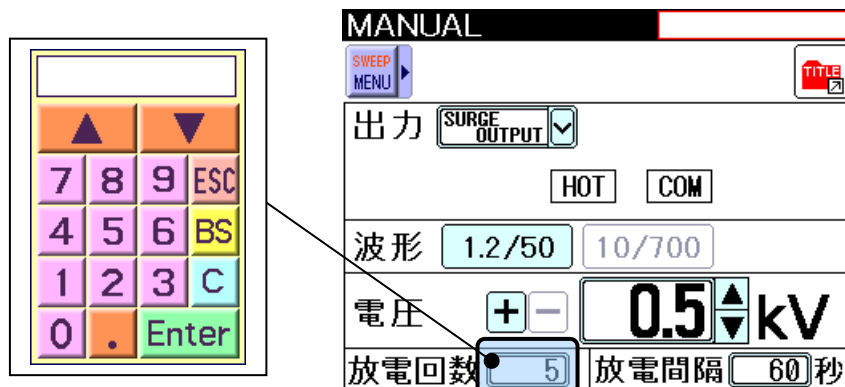 ▲ ▼
7 8 9 ESC
4 5 6 BS
1 2 3 C
0 . Enter
MANUAL
SWEEP
MENU
TITLE
出力 SURGE OUTPUT
HOT COM
波形 1.2/50 10/700
電圧 + − 0.5 kV
放電回数 5 放電間隔 60 秒